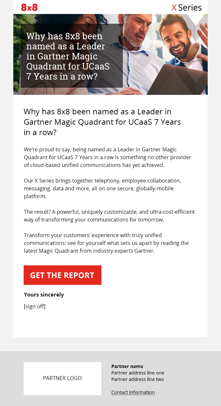 8x8
X Series
Why has 8x8 been
named as a Leader
in Gartner Magic
Quadrant for UCaaS
7 Years in a row?
Why has 8x8 been named as a Leader in
Gartner Magic Quadrant for UCaaS 7 Years
in a row?
We're proud to say, being named as a Leader in Gartner Magic
Quadrant for UCaaS 7 Years in a row is something no other provider
of cloud-based unified communications has yet achieved.
Our X Series brings together telephony, employee collaboration,
messaging, data and more, all on one secure, globally-mobile
platform.
The result? A powerful, uniquely customizable, and ultra-cost-efficient
way of transforming your communications for tomorrow.
Transform your customers' experience with truly unified
communications: see for yourself what sets us apart by reading the
latest Magic Quadrant from industry experts Gartner.
GET THE REPORT
Yours sincerely
[sign off]
PARTNER LOGO
Partner name
Partner address line one
Partner address line two
Contact information